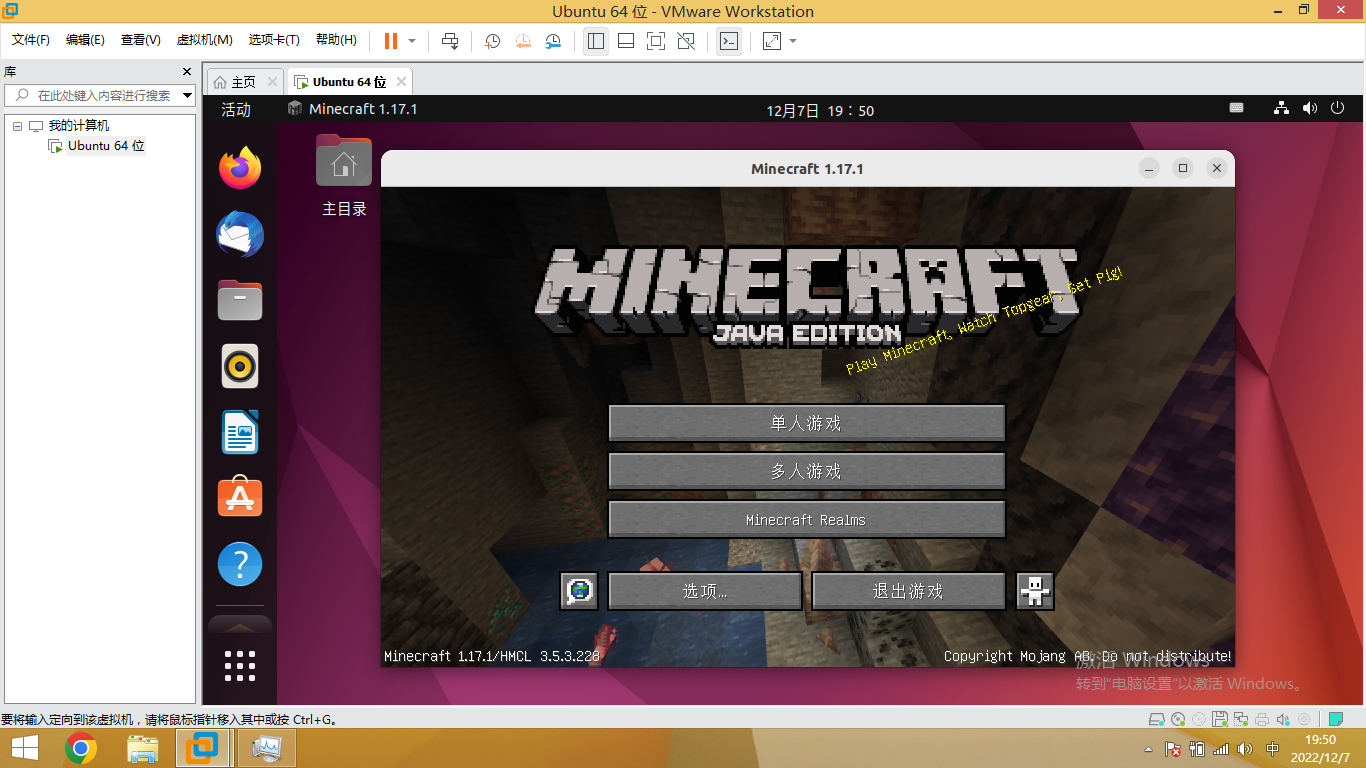 Ubuntu 64 位 - VMware Workstation
文件(F) 编辑(E) 查看(V) 虚拟机(M) 选项卡(T) 帮助(H)
库
主页
Ubuntu 64 位
在此处键入内容进行搜索
我的计算机
Ubuntu 64 位
活动
Minecraft 1.17.1
12月7日 19：50
主目录
Minecraft 1.17.1
MINECRAFT
JAVA EDITION
Play Minecraft, Watch Topgear, Get Pig!
单人游戏
多人游戏
Minecraft Realms
选项...
退出游戏
Minecraft 1.17.1/HMCL 3.5.3.228
Copyright Mojang AB. Do not distribute!
激活 Windows
转到"电脑设置"以激活 Windows。
要将输入定向到该虚拟机，请将鼠标指针移入其中或按 Ctrl+G。
中
19:50
2022/12/7